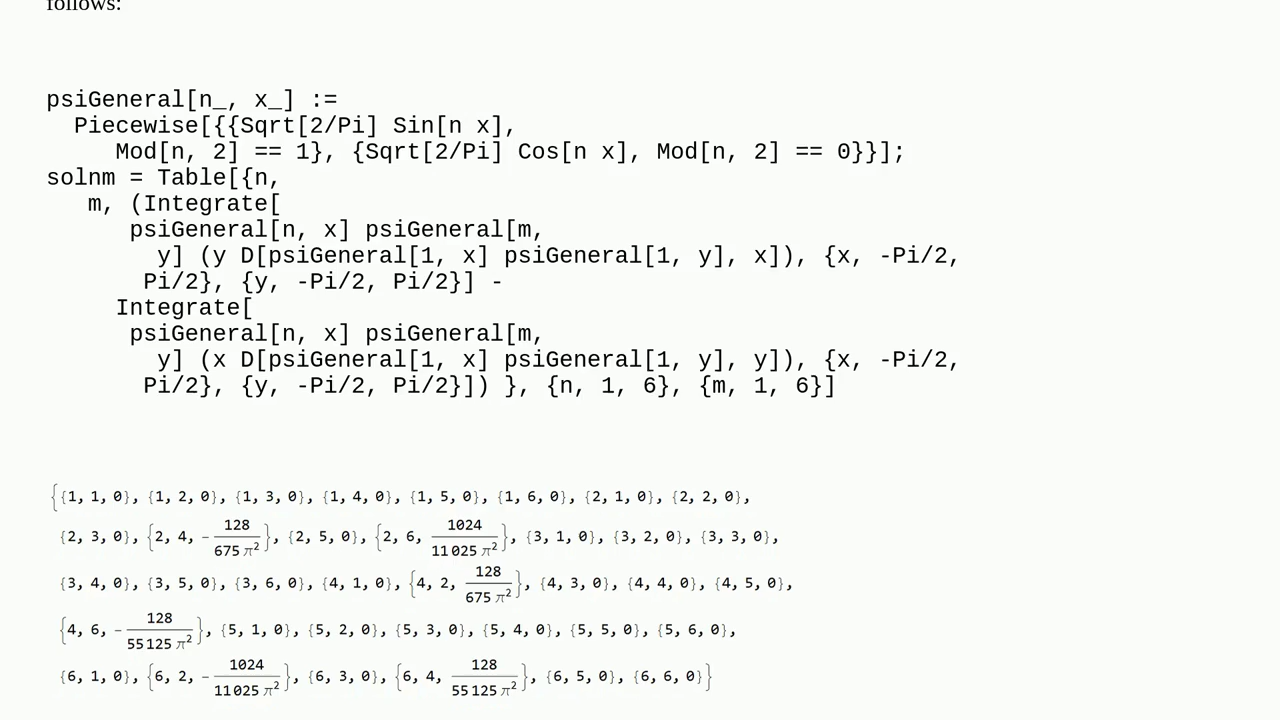 follows:
psiGeneral[n_, x_] :=
Piecewise[{{Sqrt[2/Pi] Sin[n x],
Mod[n, 2] == 1}, {Sqrt[2/Pi] Cos[n x], Mod[n, 2] == 0}}];
solnm = Table[{n,
m, (Integrate[
psiGeneral[n, x] psiGeneral[m,
y] (y D[psiGeneral[1, x] psiGeneral[1, y], x]), {x, -Pi/2,
Pi/2}, {y, -Pi/2, Pi/2}] -
Integrate[
psiGeneral[n, x] psiGeneral[m,
y] (x D[psiGeneral[1, x] psiGeneral[1, y], y]), {x, -Pi/2,
Pi/2}, {y, -Pi/2, Pi/2}]) }, {n, 1, 6}, {m, 1, 6}]
{{1, 1, 0}, {1, 2, 0}, {1, 3, 0}, {1, 4, 0}, {1, 5, 0}, {1, 6, 0}, {2, 1, 0}, {2, 2, 0},
{2, 3, 0}, {2, 4, -128/(675 π²)}, {2, 5, 0}, {2, 6, 1024/(11025 π²)}, {3, 1, 0}, {3, 2, 0}, {3, 3, 0},
{3, 4, 0}, {3, 5, 0}, {3, 6, 0}, {4, 1, 0}, {4, 2, 128/(675 π²)}, {4, 3, 0}, {4, 4, 0}, {4, 5, 0},
{4, 6, -128/(55125 π²)}, {5, 1, 0}, {5, 2, 0}, {5, 3, 0}, {5, 4, 0}, {5, 5, 0}, {5, 6, 0},
{6, 1, 0}, {6, 2, -1024/(11025 π²)}, {6, 3, 0}, {6, 4, 128/(55125 π²)}, {6, 5, 0}, {6, 6, 0}}